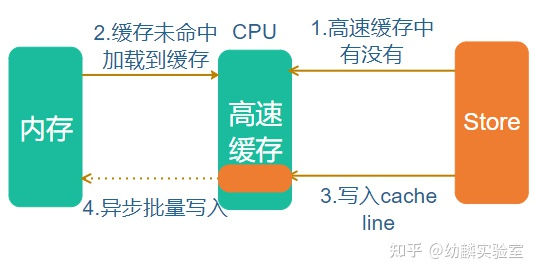 2.缓存未命中
加载到缓存
CPU
1.高速缓存中
有没有
内存
高速
缓存
Store
4.异步批量写入
3.写入cache
line
知乎 @幼麟实验室